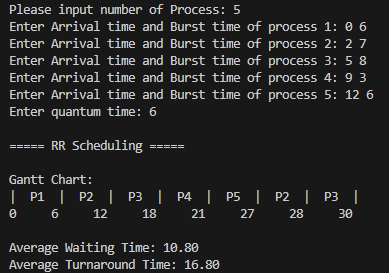 Please input number of Process: 5
Enter Arrival time and Burst time of process 1: 0 6
Enter Arrival time and Burst time of process 2: 2 7
Enter Arrival time and Burst time of process 3: 5 8
Enter Arrival time and Burst time of process 4: 9 3
Enter Arrival time and Burst time of process 5: 12 6
Enter quantum time: 6
===== RR Scheduling =====
Gantt Chart:
|  P1  |  P2  |  P3  |  P4  |  P5  |  P2  |  P3  |
0      6      12     18     21     27     28     30
Average Waiting Time: 10.80
Average Turnaround Time: 16.80